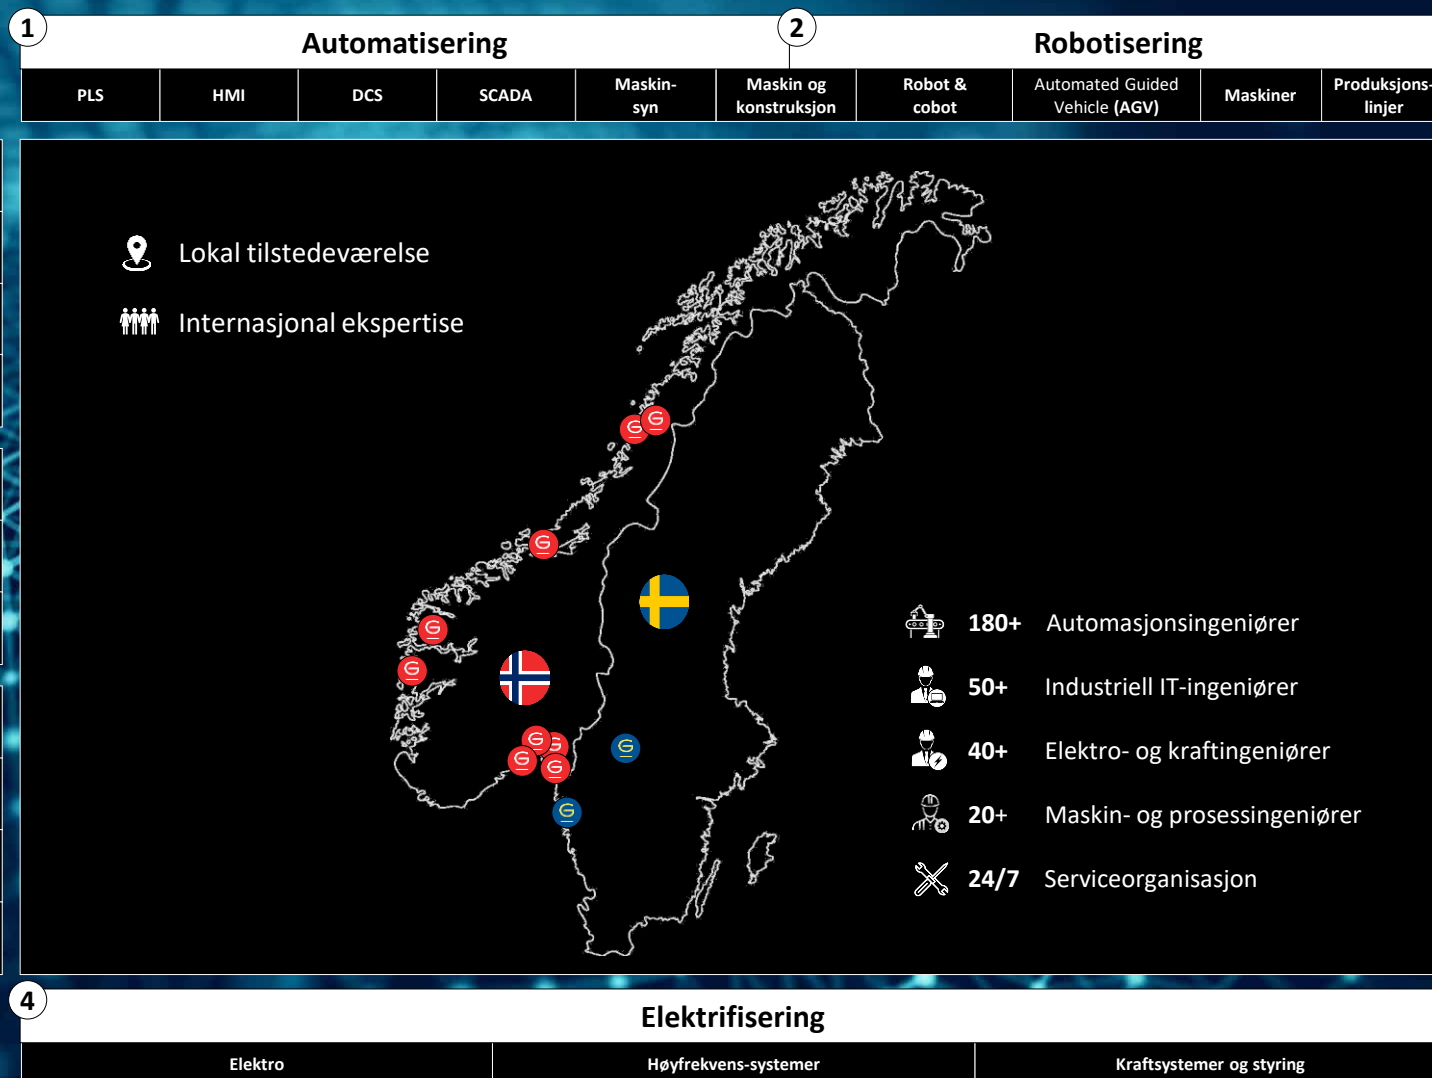 1
Automatisering
2
Robotisering
PLS
HMI
DCS
SCADA
Maskin-
syn
Maskin og
konstruksjon
Robot &
cobot
Automated Guided
Vehicle (AGV)
Maskiner
Produksjons-
linjer
Lokal tilstedeværelse
Internasjonal ekspertise
G
G
G
G
G
G
G
G
G
G
G
180+ Automasjonsingeniører
50+ Industriell IT-ingeniører
40+ Elektro- og kraftingeniører
20+ Maskin- og prosessingeniører
24/7 Serviceorganisasjon
4
Elektrifisering
Elektro
Høyfrekvens-systemer
Kraftsystemer og styring